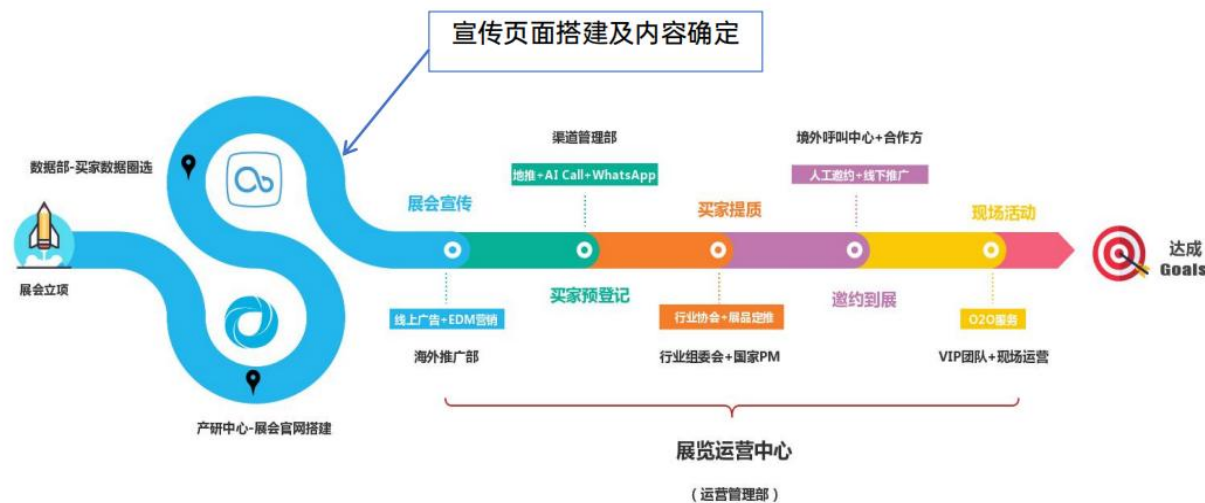 宣传页面搭建及内容确定
渠道管理部
境外呼叫中心+合作方
数据部-买家数据圈选
地推+AI Call+WhatsApp
人工邀约+线下推广
展会宣传
买家提质
现场活动
达成
Goals
展会立项
买家预登记
邀约到展
线上广告+EDM营销
行业协会+展品定推
O2O服务
海外推广部
行业组委会+国家PM
VIP团队+现场运营
产研中心-展会官网搭建
展览运营中心
（运营管理部）